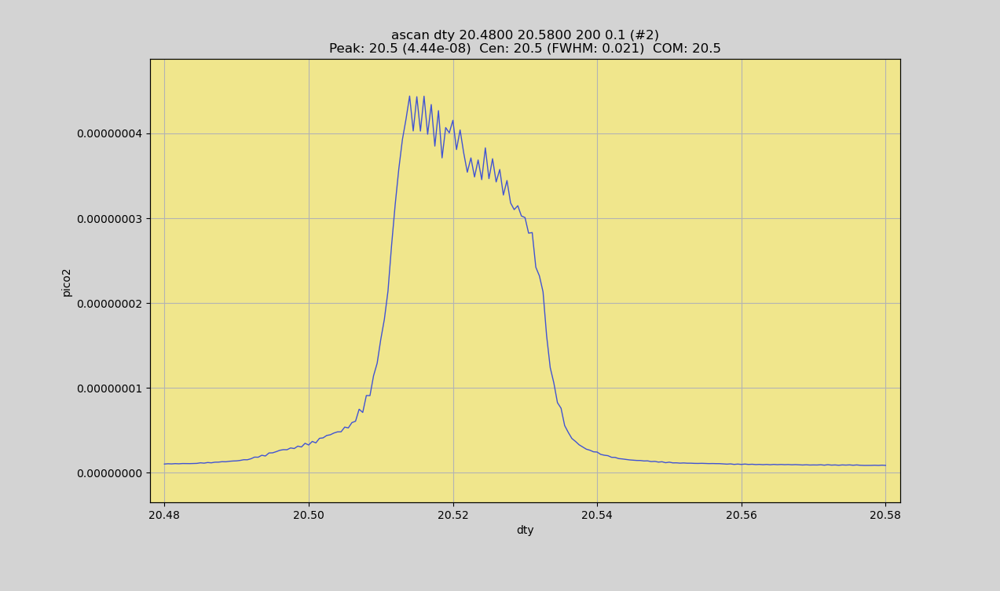 ascan dty 20.4800 20.5800 200 0.1 (#2)
Peak: 20.5 (4.44e-08)  Cen: 20.5 (FWHM: 0.021)  COM: 20.5
pico2
0.00000004
0.00000003
0.00000002
0.00000001
0.00000000
20.48 20.50 20.52 20.54 20.56 20.58
dty